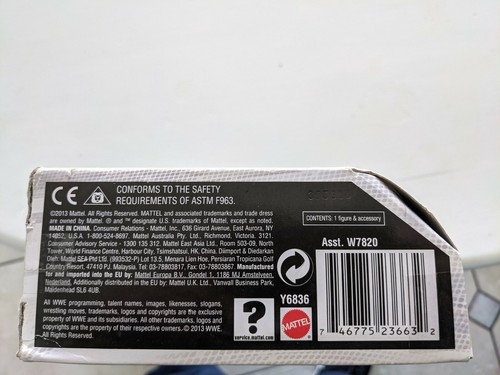 CE CONFORMS TO THE SAFETY
REQUIREMENTS OF ASTM F963.
©2013 Mattel. All Rights Reserved. MATTEL and associated trademarks and trade dress
are owned by Mattel. ® and ™ designate U.S. trademarks of Mattel, except as noted.
MADE IN CHINA. Consumer Relations - Mattel, Inc., 636 Girard Avenue, East Aurora, NY
14052, U.S.A. 1-800-524-8697. Mattel Australia Pty. Ltd., Richmond, Victoria. 3121.
Consumer Advisory Service - 1300 135 312. Mattel East Asia Ltd., Room 503-09, North
Tower, World Finance Centre, Harbour City, Tsimshatsui, HK, China. Diimport & Diedarkan
Oleh: Mattel SEA Ptd Ltd. (993532-P) Lot 13.5, Menara Lien Hoe, Persiaran Tropicana Golf
Country Resort, 47410 PJ. Malaysia. Tel: 03-78803817, Fax: 03-78803867. Manufactured
for and imported into the EU by: Mattel Europa B.V., Gondel 1, 1186 MJ Amstelveen,
Nederland. Additionally distributed in the EU by: Mattel U.K. Ltd., Vanwall Business Park,
Maidenhead SL6 4UB.
All WWE programming, talent names, images, likenesses, slogans,
wrestling moves, trademarks, logos and copyrights are the exclusive
property of WWE and its subsidiaries. All other trademarks, logos and
copyrights are the property of their respective owners. © 2013 WWE.
All Rights Reserved.
?
service.mattel.com
Y6836
MATTEL
CONTENTS: 1 figure & accessory
Asst. W7820
7 46775 23663 2